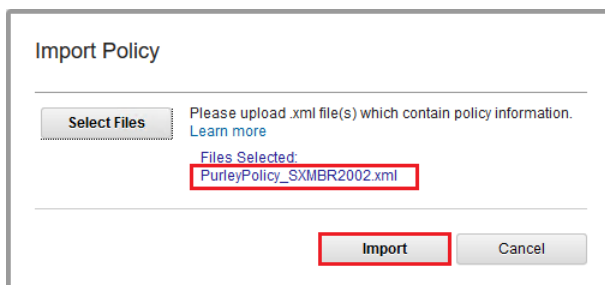 Import Policy
Select Files
Please upload .xml file(s) which contain policy information.
Learn more
Files Selected:
PurleyPolicy_SXMBR2002.xml
Import
Cancel